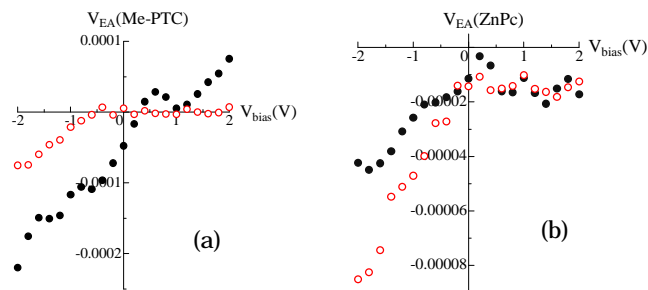 V_EA(Me-PTC)
0.0001
V_bias(V)
-2
-1
0
1
2
-0.0001
-0.0002
(a)
V_EA(ZnPc)
V_bias(V)
-2
-1
0
1
2
-0.00002
-0.00004
-0.00006
-0.00008
(b)